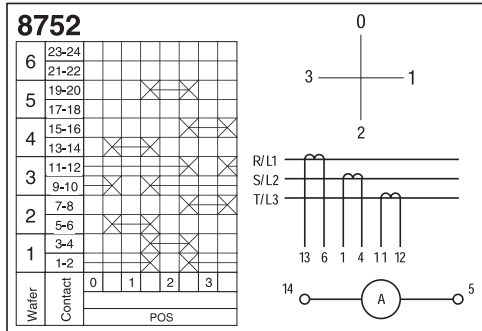 8752
6 23-24
21-22
5 19-20
17-18
4 15-16
13-14
3 11-12
9-10
2 7-8
5-6
1 3-4
1-2
Wafer Contact 0 1 2 3
POS
0
3 1
2
R/L1
S/L2
T/L3
13 6 1 4 11 12
14 A 5